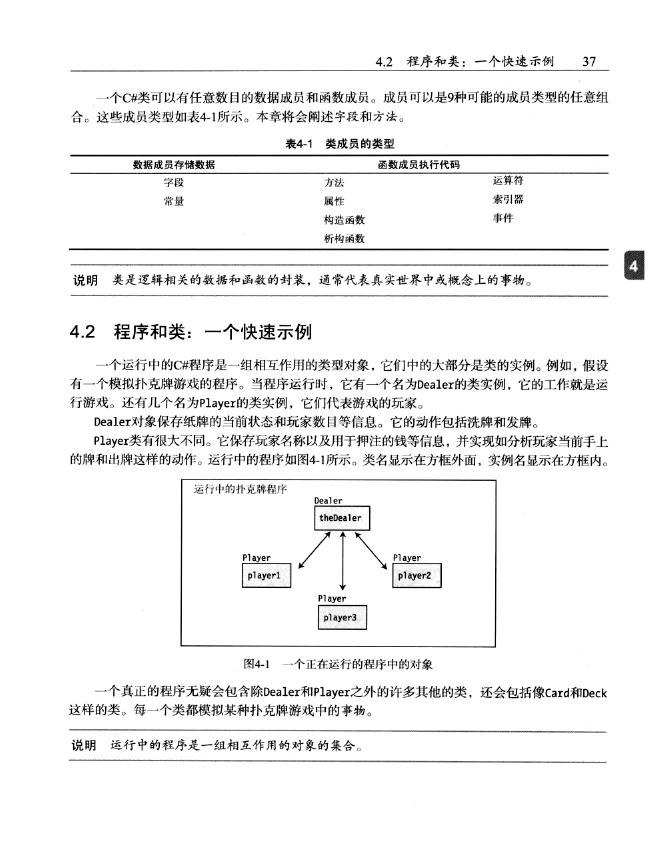 4.2 程序和类：一个快速示例 37
一个C#类可以有任意数目的数据成员和函数成员。成员可以是9种可能的成员类型的任意组
合。这些成员类型如表4-1所示。本章将会阐述字段和方法。
表4-1 类成员的类型
数据成员存储数据 函数成员执行代码
字段 方法 运算符
常量 属性 索引器
构造函数 事件
析构函数
4
说明 类是逻辑相关的数据和函数的封装，通常代表真实世界中或概念上的事物。
4.2 程序和类：一个快速示例
一个运行中的C#程序是一组相互作用的类型对象，它们中的大部分是类的实例。例如，假设
有一个模拟扑克牌游戏的程序。当程序运行时，它有一个名为Dealer的类实例，它的工作就是运
行游戏。还有几个名为Player的类实例，它们代表游戏的玩家。
Dealer对象保存纸牌的当前状态和玩家数目等信息。它的动作包括洗牌和发牌。
Player类有很大不同。它保存玩家名称以及用于押注的钱等信息，并实现如分析玩家当前手上
的牌和出牌这样的动作。运行中的程序如图4-1所示。类名显示在方框外面，实例名显示在方框内。
运行中的扑克牌程序
Dealer
theDealer
Player Player
player1 player2
Player
player3
图4-1 一个正在运行的程序中的对象
一个真正的程序无疑会包含除Dealer和Player之外的许多其他的类，还会包括像Card和Deck
这样的类。每一个类都模拟某种扑克牌游戏中的事物。
说明 运行中的程序是一组相互作用的对象的集合。